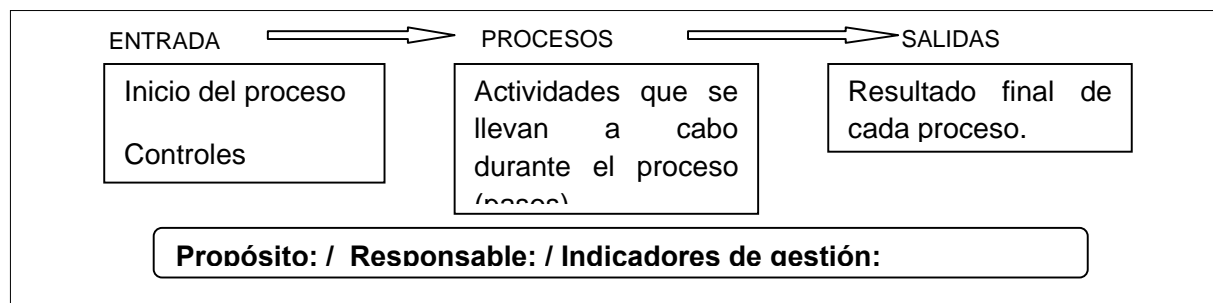 ENTRADA PROCESOS SALIDAS
Inicio del proceso
Controles
Actividades que se
llevan a cabo
durante el proceso
(pasos)
Resultado final de
cada proceso.
Propósito: / Responsable: / Indicadores de gestión: